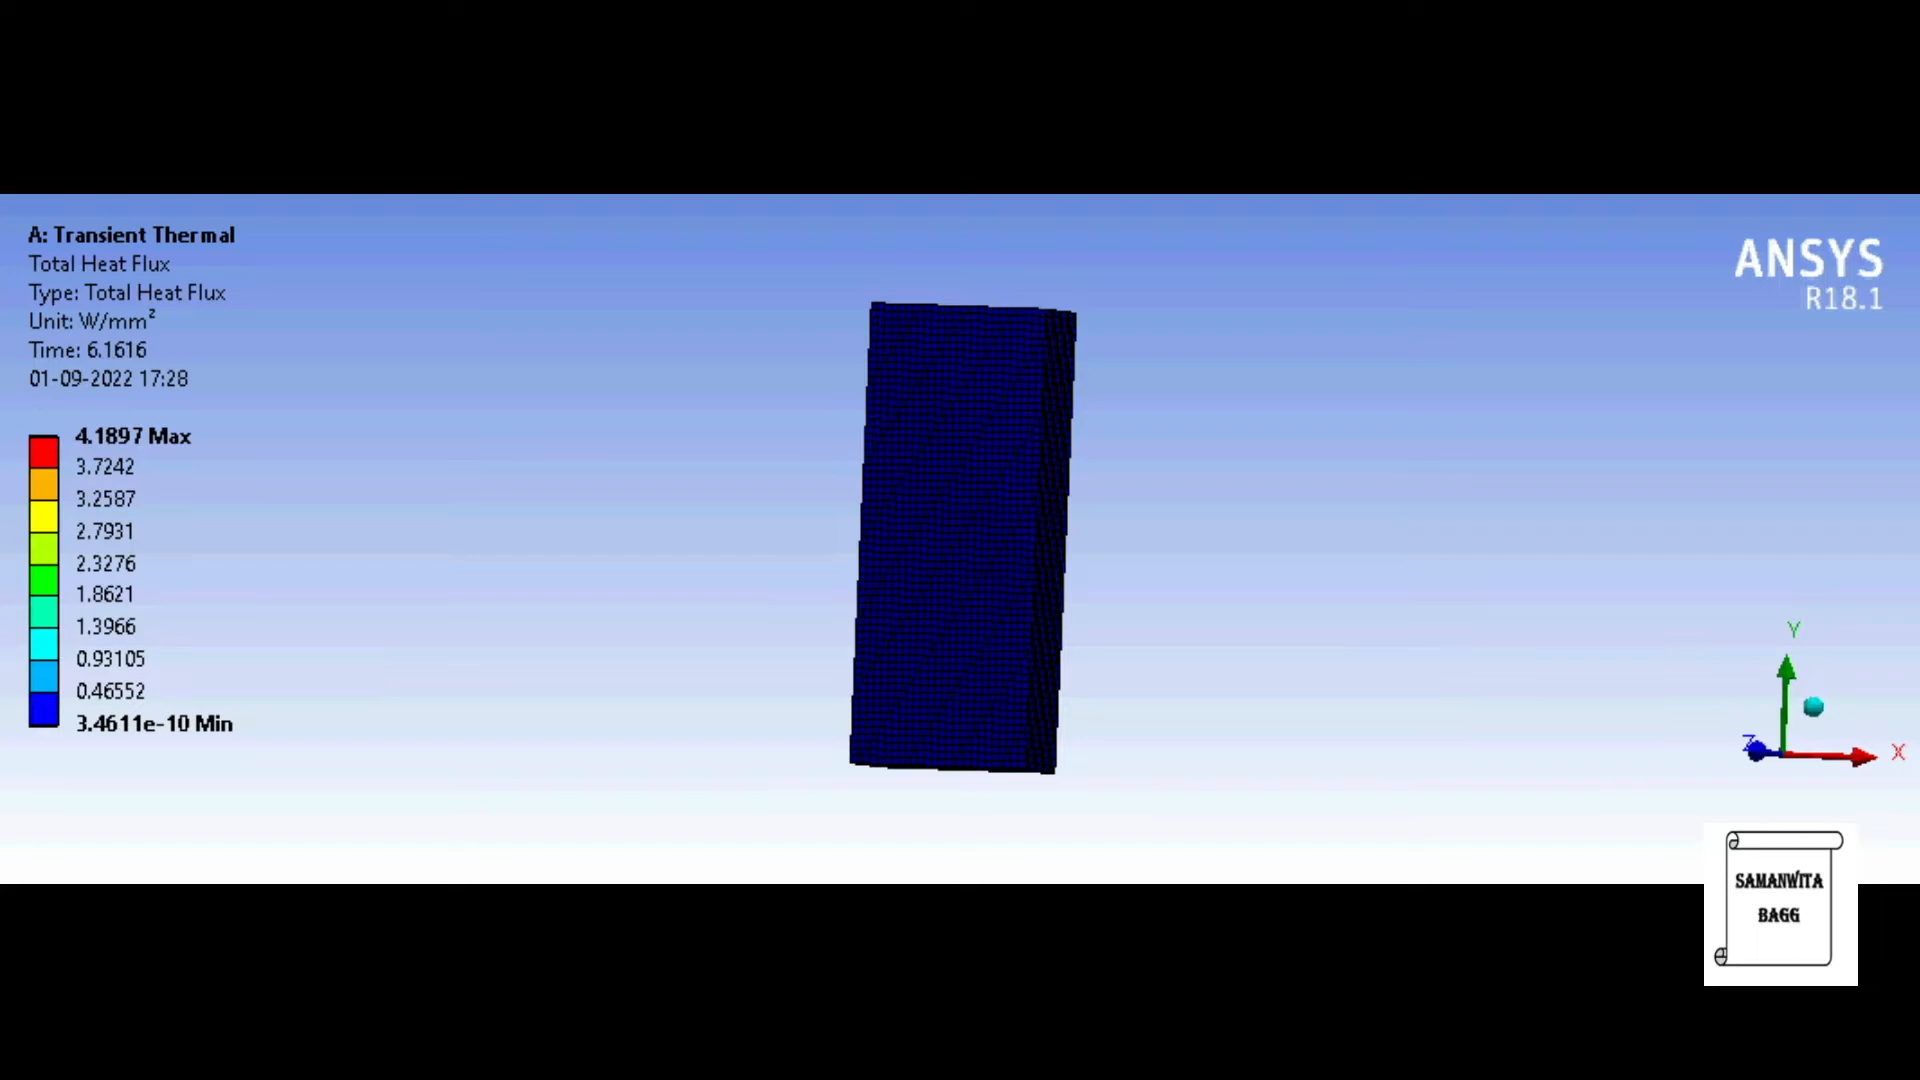 A: Transient Thermal
Total Heat Flux
Type: Total Heat Flux
Unit: W/mm²
Time: 6.1616
01-09-2022 17:28
4.1897 Max
3.7242
3.2587
2.7931
2.3276
1.8621
1.3966
0.93105
0.46552
3.4611e-10 Min
ANSYS
R18.1
Y
Z
X
SAMANWITA
BAGG